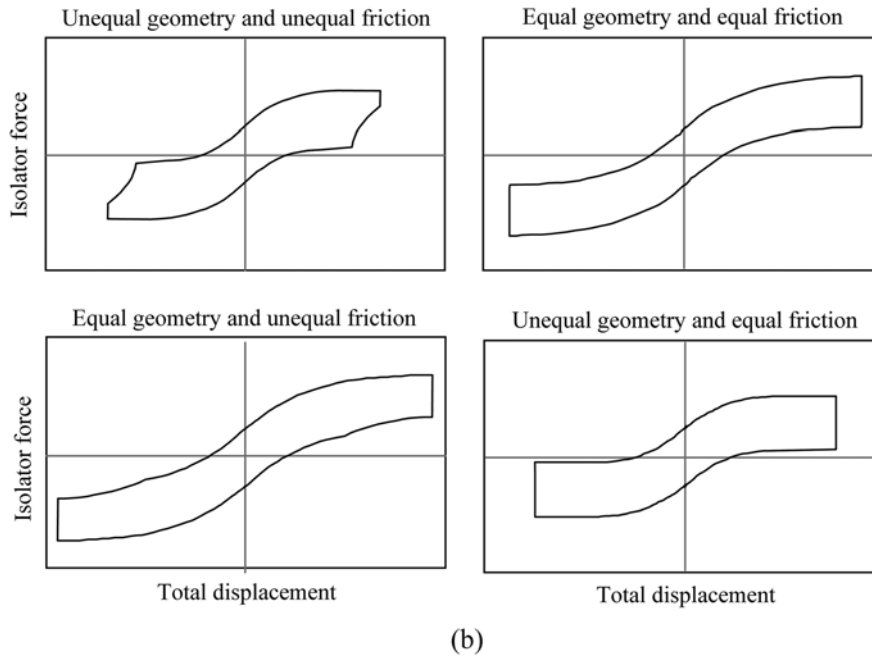 Unequal geometry and unequal friction
Equal geometry and equal friction
Isolator force
Equal geometry and unequal friction
Unequal geometry and equal friction
Isolator force
Total displacement
Total displacement
(b)